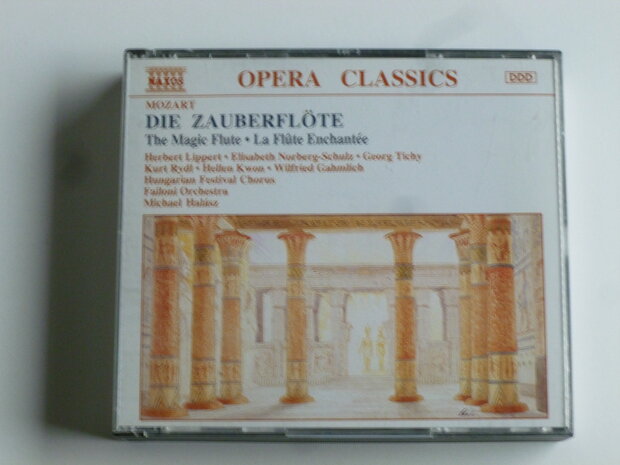 NAXOS
OPERA CLASSICS
DDD
MOZART
DIE ZAUBERFLÖTE
The Magic Flute • La Flûte Enchantée
Herbert Lippert • Elisabeth Norberg-Schulz • Georg Tichy
Kurt Rydl • Hellen Kwon • Wilfried Gahmlich
Hungarian Festival Chorus
Failoni Orchestra
Michael Halász